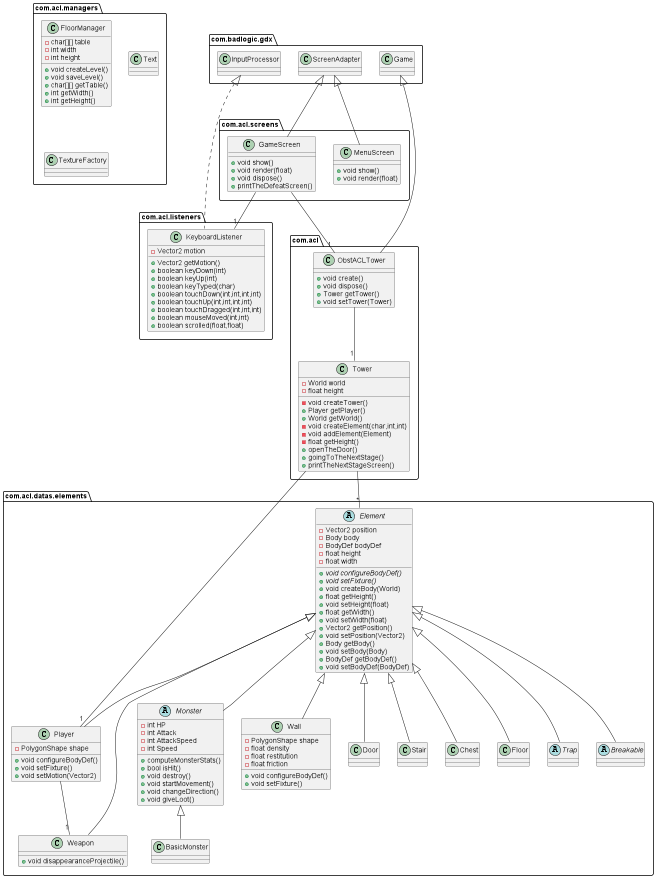 com.acl.managers
C FloorManager
char[][] table
int width
int height
void createLevel()
void saveLevel()
char[][] getTable()
int getWidth()
int getHeight()
C Text
C TextureFactory
com.badlogic.gdx
C InputProcessor
C ScreenAdapter
C Game
com.acl.screens
C GameScreen
void show()
void render(float)
void dispose()
printTheDefeatScreen()
C MenuScreen
void show()
void render(float)
com.acl.listeners
1
C KeyboardListener
Vector2 motion
Vector2 getMotion()
boolean keyDown(int)
boolean keyUp(int)
boolean keyTyped(char)
boolean touchDown(int,int,int,int)
boolean touchUp(int,int,int,int)
boolean touchDragged(int,int,int)
boolean mouseMoved(int,int)
boolean scrolled(float,float)
com.acl
1
C ObstACLTower
void create()
void dispose()
Tower getTower()
void setTower(Tower)
1
C Tower
World world
float height
void createTower()
Player getPlayer()
World getWorld()
void createElement(char,int,int)
void addElement(Element)
float getHeight()
openTheDoor()
goingToTheNextStage()
printTheNextStageScreen()
com.acl.datas.elements
*
A Element
Vector2 position
Body body
BodyDef bodyDef
float height
float width
void configureBodyDef()
void setFixture()
void createBody(World)
float getHeight()
void setHeight(float)
float getWidth()
void setWidth(float)
Vector2 getPosition()
void setPosition(Vector2)
Body getBody()
void setBody(Body)
BodyDef getBodyDef()
void setBodyDef(BodyDef)
1
C Player
PolygonShape shape
void configureBodyDef()
void setFixture()
void setMotion(Vector2)
A Monster
int HP
int Attack
int AttackSpeed
int Speed
computeMonsterStats()
bool isHit()
void destroy()
void startMovement()
void changeDirection()
void giveLoot()
C Wall
PolygonShape shape
float density
float restitution
float friction
void configureBodyDef()
void setFixture()
C Door
C Stair
C Chest
C Floor
A Trap
A Breakable
1
C Weapon
void disappearanceProjectile()
C BasicMonster